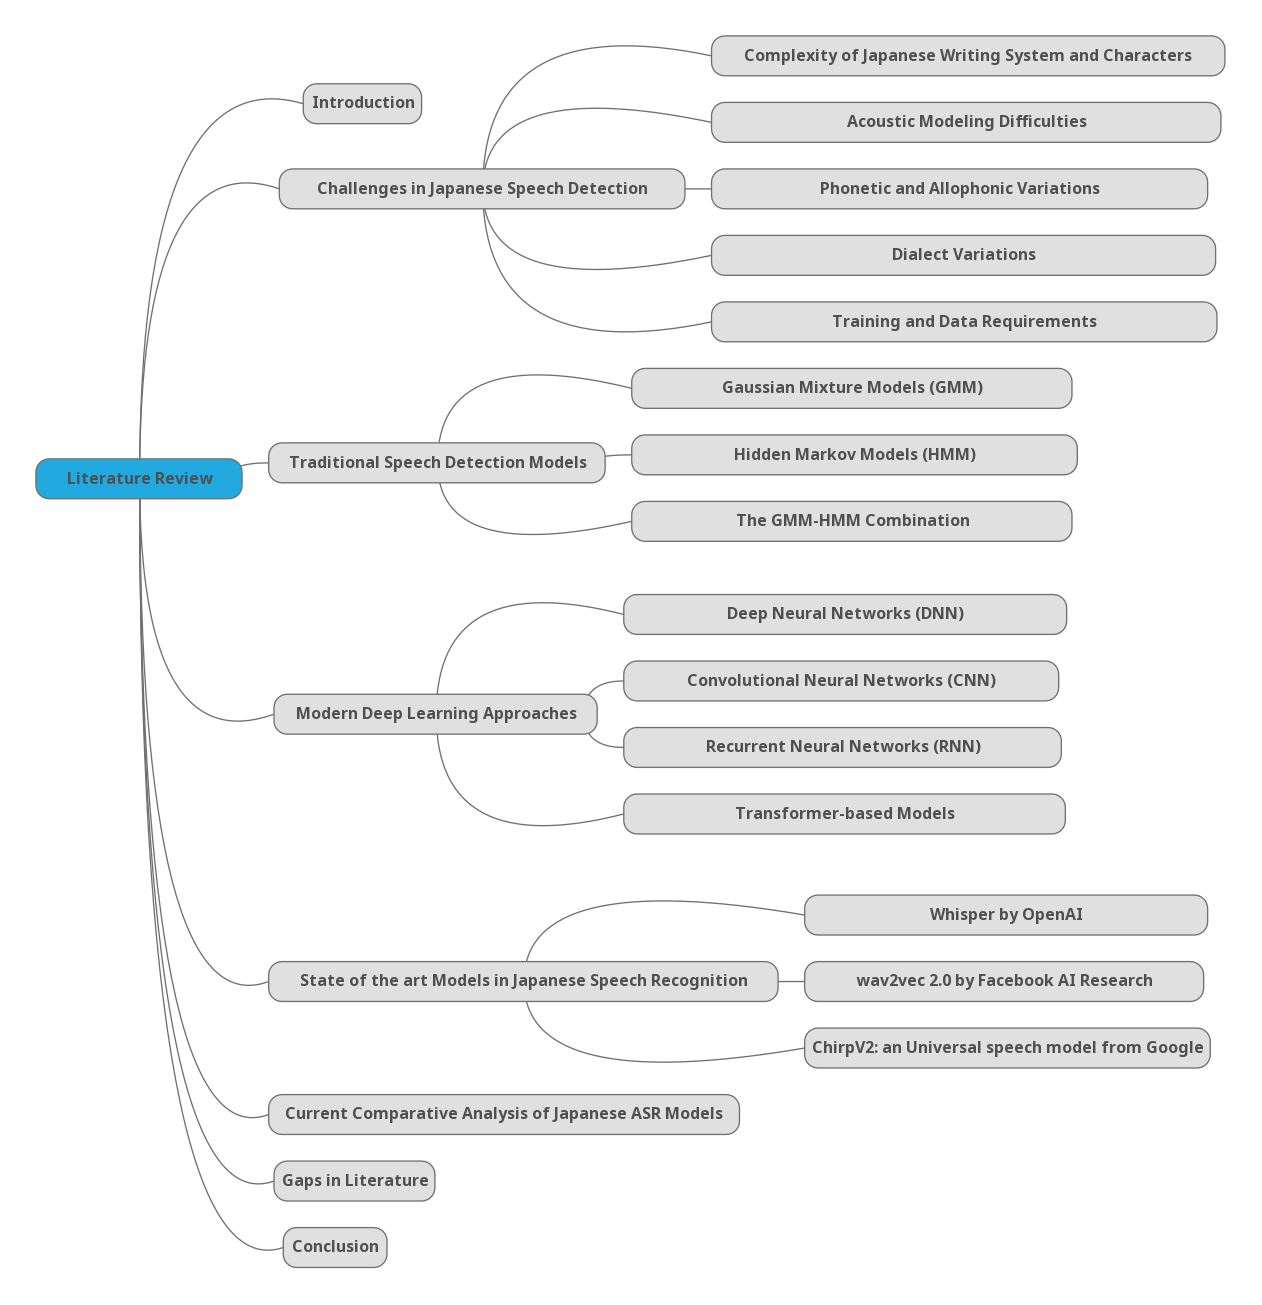 Literature Review
Introduction
Challenges in Japanese Speech Detection
Complexity of Japanese Writing System and Characters
Acoustic Modeling Difficulties
Phonetic and Allophonic Variations
Dialect Variations
Training and Data Requirements
Traditional Speech Detection Models
Gaussian Mixture Models (GMM)
Hidden Markov Models (HMM)
The GMM-HMM Combination
Modern Deep Learning Approaches
Deep Neural Networks (DNN)
Convolutional Neural Networks (CNN)
Recurrent Neural Networks (RNN)
Transformer-based Models
State of the art Models in Japanese Speech Recognition
Whisper by OpenAI
wav2vec 2.0 by Facebook AI Research
ChirpV2: an Universal speech model from Google
Current Comparative Analysis of Japanese ASR Models
Gaps in Literature
Conclusion